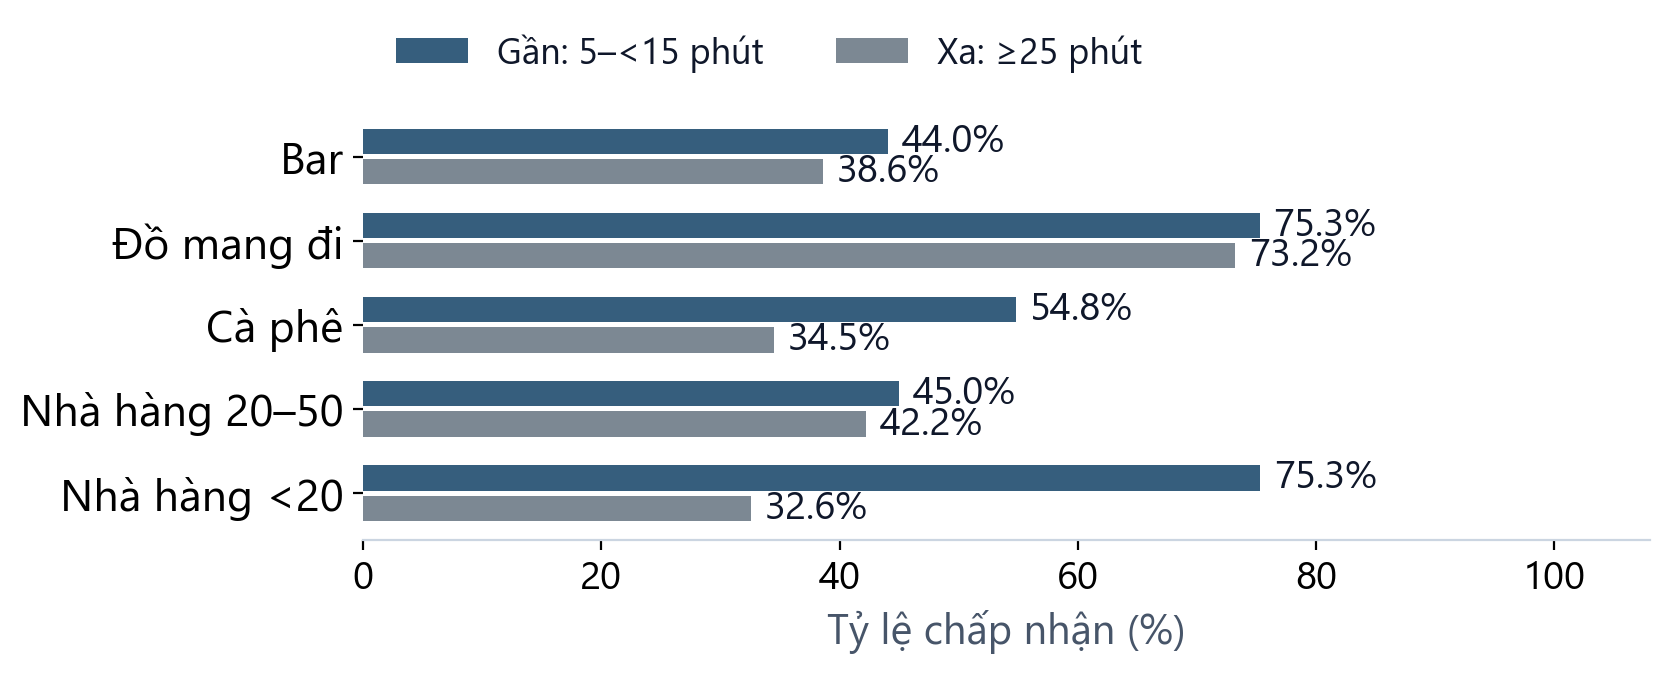 Gần: 5–<15 phút
Xa: ≥25 phút
Bar
44.0%
38.6%
Đồ mang đi
75.3%
73.2%
Cà phê
54.8%
34.5%
Nhà hàng 20–50
45.0%
42.2%
Nhà hàng <20
75.3%
32.6%
0 20 40 60 80 100
Tỷ lệ chấp nhận (%)